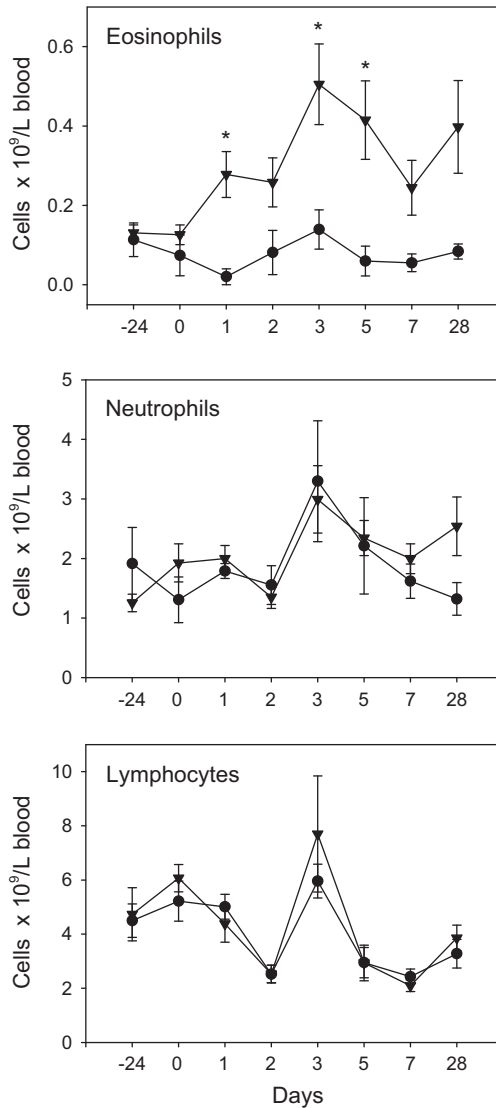 Eosinophils
* * *
Cells x 10⁹/L blood
0.6
0.4
0.2
0.0
-24 0 1 2 3 5 7 28
Neutrophils
Cells x 10⁹/L blood
5
4
3
2
1
0
-24 0 1 2 3 5 7 28
Lymphocytes
Cells x 10⁹/L blood
10
8
6
4
2
0
-24 0 1 2 3 5 7 28
Days